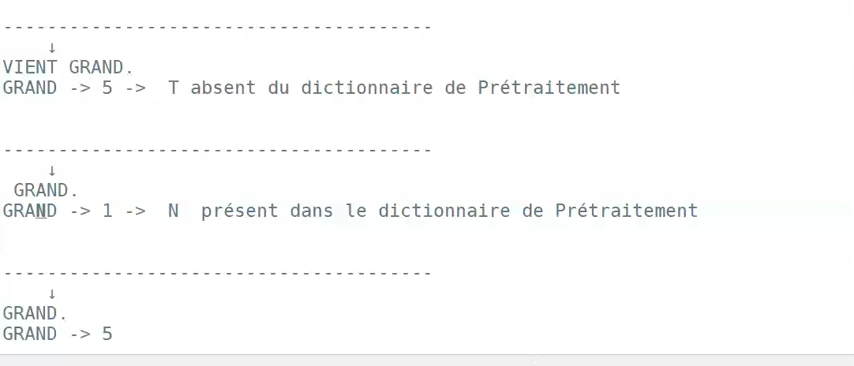 ---------------------------------------
↓
VIENT GRAND.
GRAND -> 5 -> T absent du dictionnaire de Prétraitement
---------------------------------------
↓
GRAND.
GRAND -> 1 -> N présent dans le dictionnaire de Prétraitement
---------------------------------------
↓
GRAND.
GRAND -> 5